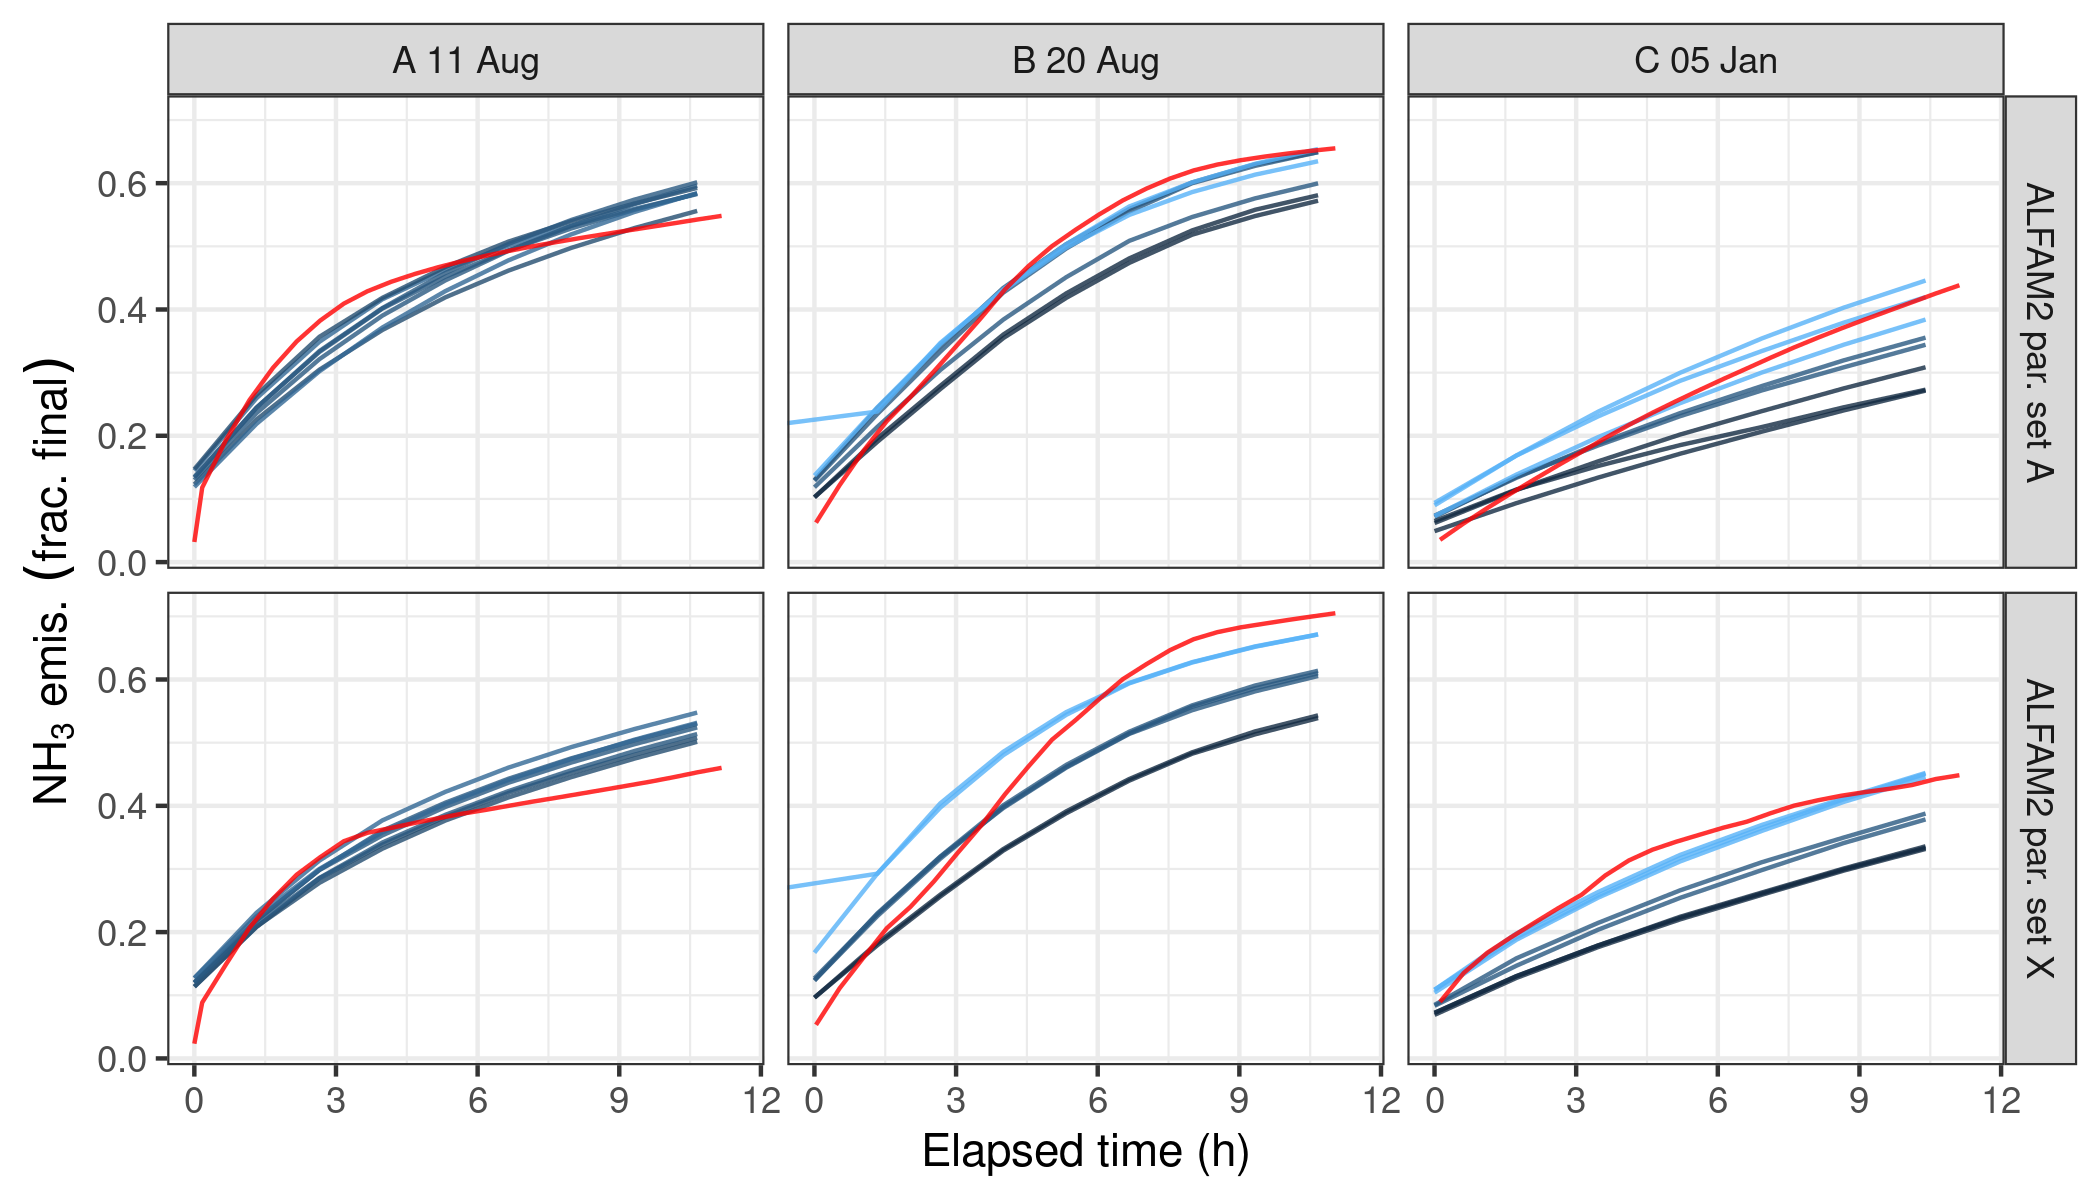 A 11 Aug
B 20 Aug
C 05 Jan
NH3 emis. (frac. final)
0.6
0.4
0.2
0.0
ALFAM2 par. set A
0.6
0.4
0.2
0.0
ALFAM2 par. set X
0 3 6 9 12 0 3 6 9 12 0 3 6 9 12
Elapsed time (h)